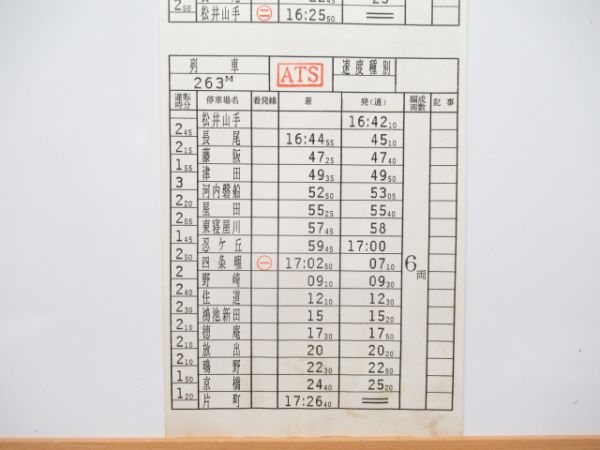 2 50 松井山手 ㊁ 16:25 50 ═
列車 ATS 速度種別
263M
運転時分 停車場名 着発線 着 発(通) 編成両数 記事
松井山手 16:42 10
2 45
長尾 16:44 55 45 10
2 15
藤阪 47 25 47 40
1 55
津田 49 35 49 50
3
河内磐船 52 50 53 05
2 20
星田 55 25 55 40
2 05
東寝屋川 57 45 58
1 45
忍ケ丘 59 45 17:00
2 50
四条畷 ㊀ 17:02 50 07 10 6両
2
野崎 09 10 09 30
2 40
住道 12 10 12 30
2 30
鴻池新田 15 15 20
2 10
徳庵 17 30 17 50
2 10
放出 20 20 20
2 10
鴫野 22 30 22 50
1 50
京橋 24 40 25 20
1 20
片町 17:26 40 ═